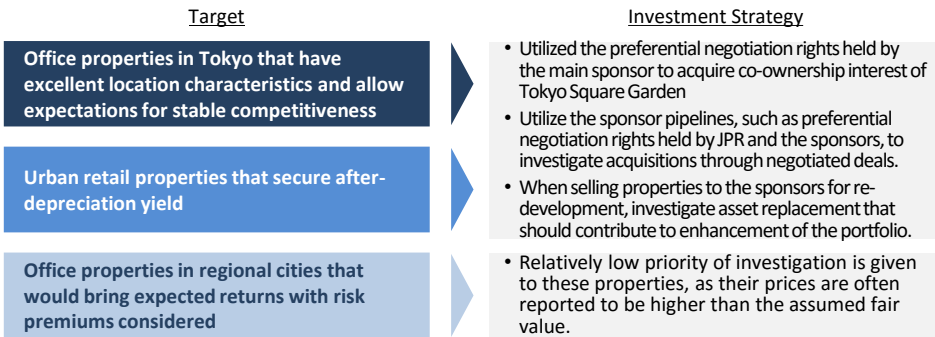 Target
Investment Strategy
Office properties in Tokyo that have
excellent location characteristics and allow
expectations for stable competitiveness
Urban retail properties that secure after-
depreciation yield
Office properties in regional cities that
would bring expected returns with risk
premiums considered
• Utilized the preferential negotiation rights held by
the main sponsor to acquire co-ownership interest of
Tokyo Square Garden
• Utilize the sponsor pipelines, such as preferential
negotiation rights held by JPR and the sponsors, to
investigate acquisitions through negotiated deals.
• When selling properties to the sponsors for re-
development, investigate asset replacement that
should contribute to enhancement of the portfolio.
• Relatively low priority of investigation is given
to these properties, as their prices are often
reported to be higher than the assumed fair
value.